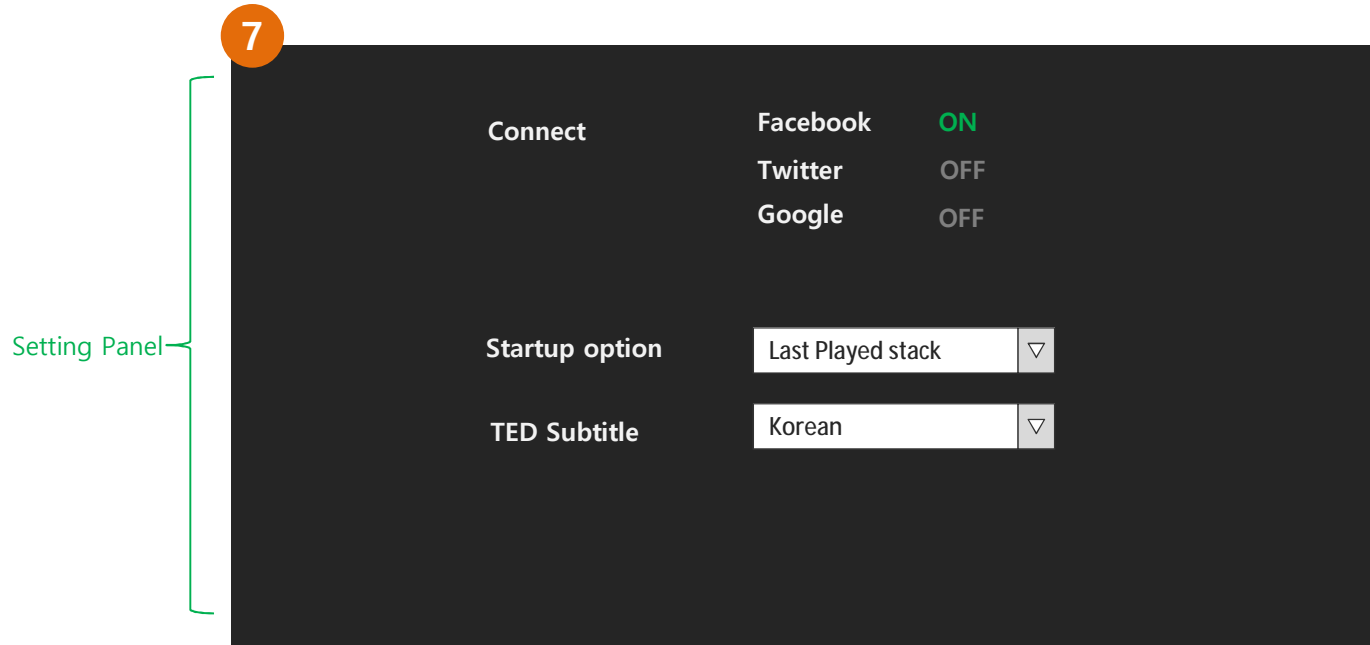 7
Connect
Facebook ON
Twitter OFF
Google OFF
Setting Panel
Startup option Last Played stack
TED Subtitle Korean